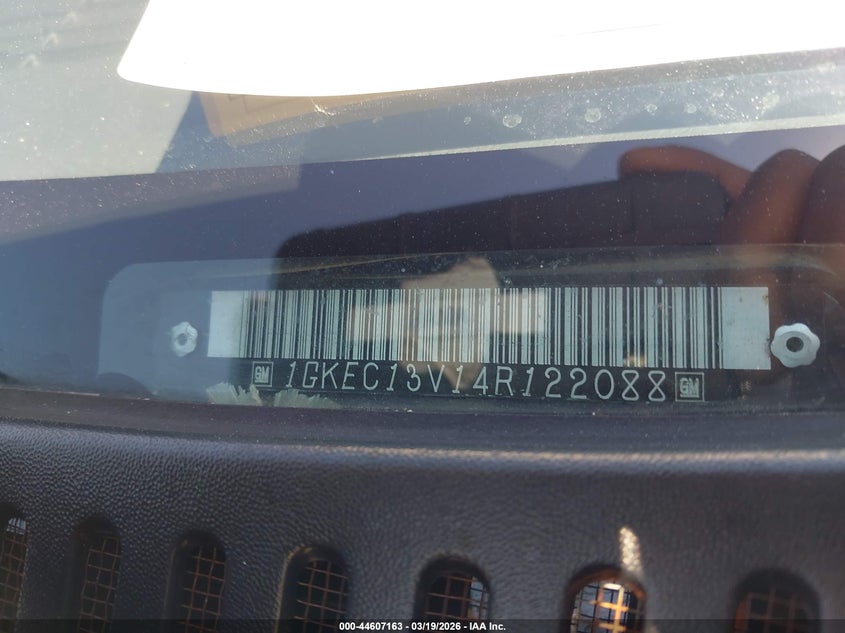 GM 1GKEC13V14R122088 GM
000-44607163 - 03/19/2026 - IAA Inc.